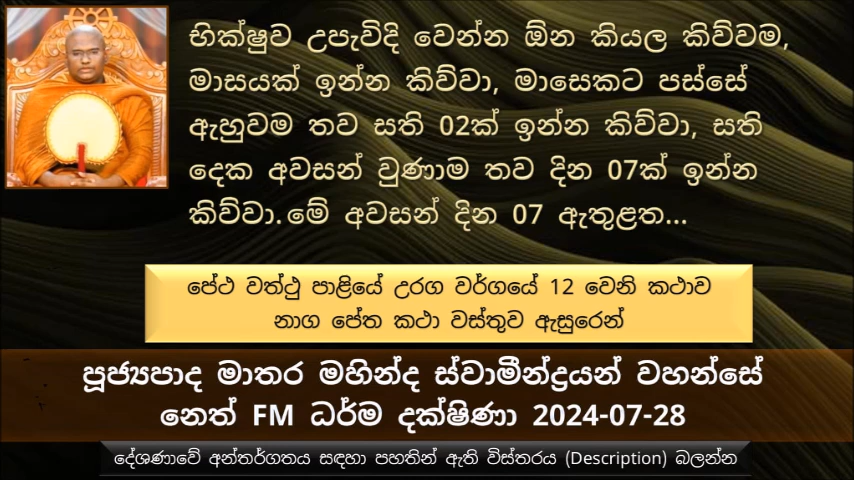 භික්ෂුව උපැවිදි වෙන්න ඕන කියල කිව්වම,
මාසයක් ඉන්න කිව්වා, මාසෙකට පස්සේ
ඇහුවම තව සති 02ක් ඉන්න කිව්වා, සති
දෙක අවසන් වුණාම තව දින 07ක් ඉන්න
කිව්වා. මේ අවසන් දින 07 ඇතුළත...
පේථ වත්ථු පාළියේ උරග වර්ගයේ 12 වෙනි කථාව
නාග පේත කථා වස්තුව ඇසුරෙන්
පූජ්‍යපාද මාතර මහින්ද ස්වාමීන්ද්‍රයන් වහන්සේ
නෙත් FM ධර්ම දක්ෂිණා 2024-07-28
දේශණාවේ අන්තර්ගතය සඳහා පහතින් ඇති විස්තරය (Description) බලන්න